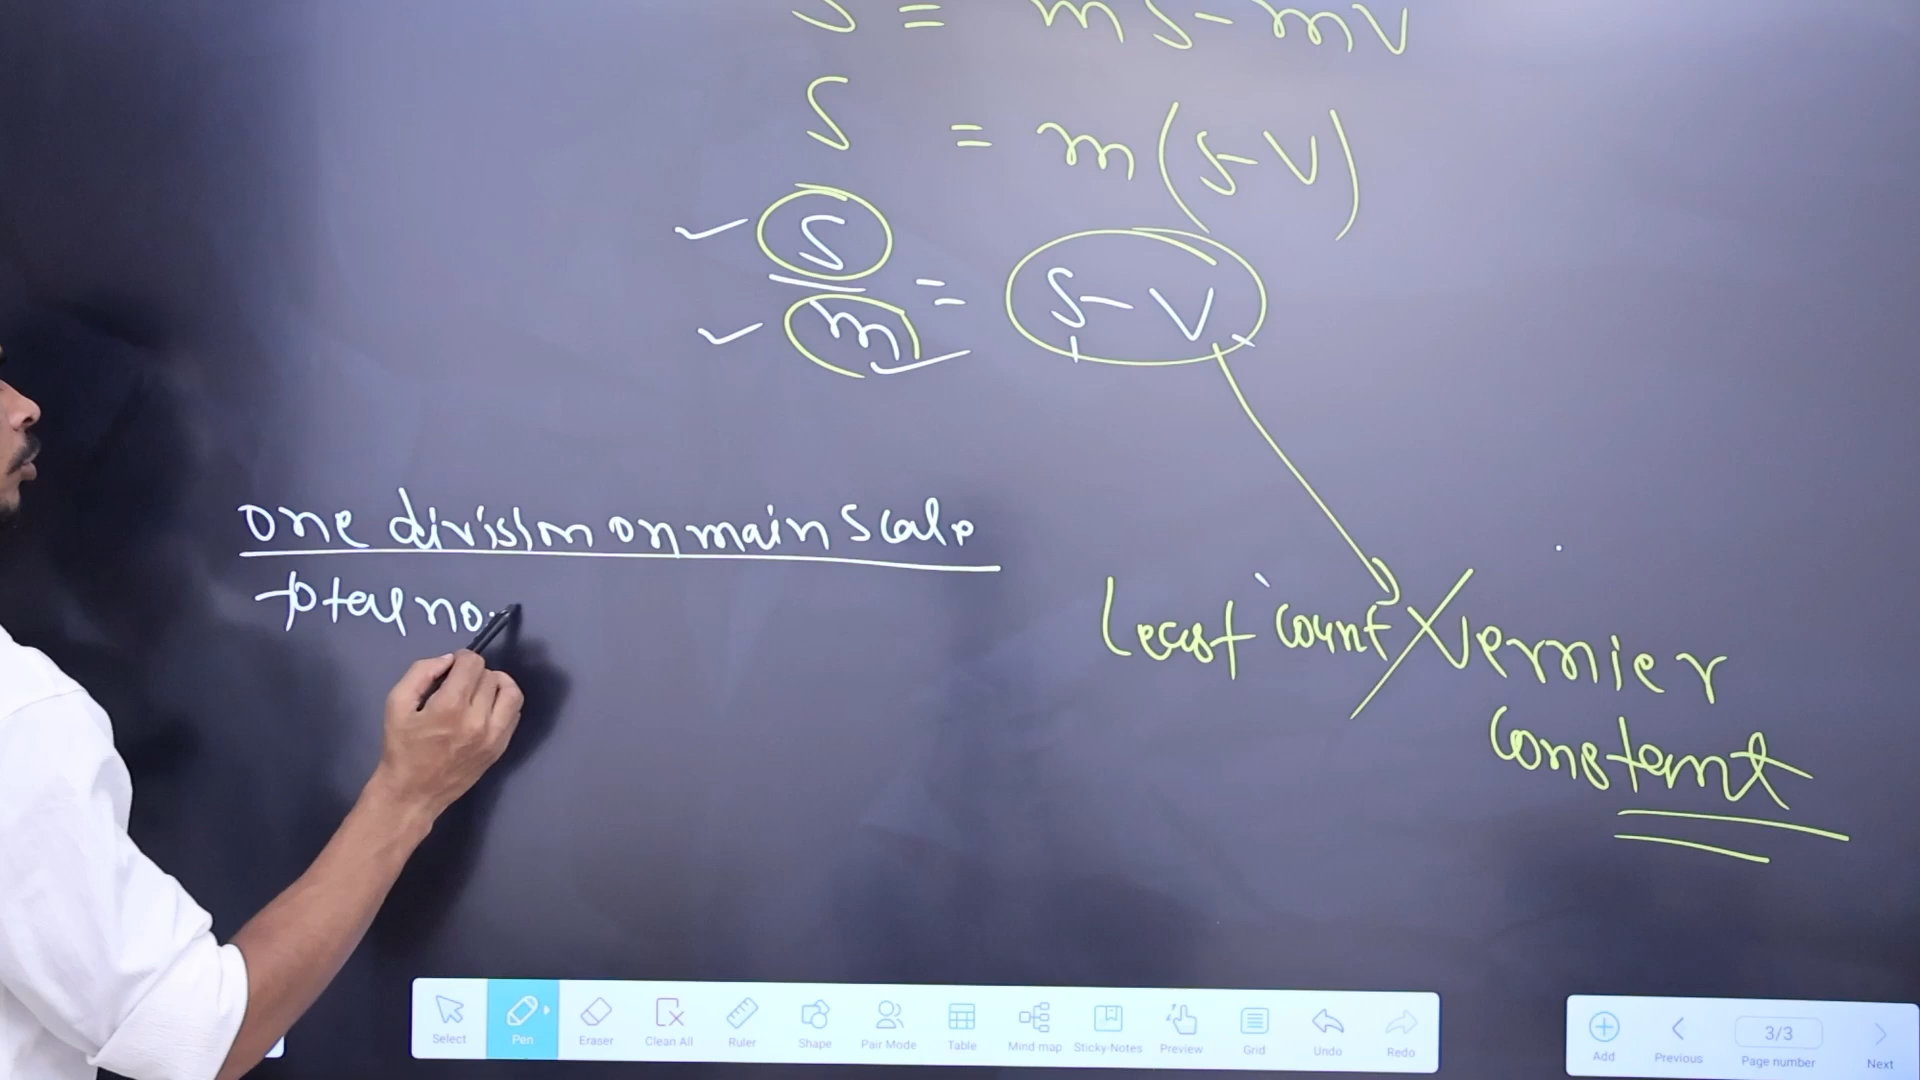 S = mS - mV
S = m(S-V)
S/m = S-V
one division on main scale
total no.
Least count / Vernier
constant
Select
Pen
Eraser
Clean All
Ruler
Shape
Pair Mode
Table
Mind map
Sticky-Notes
Preview
Grid
Undo
Redo
Add
Previous
3/3
Page number
Next